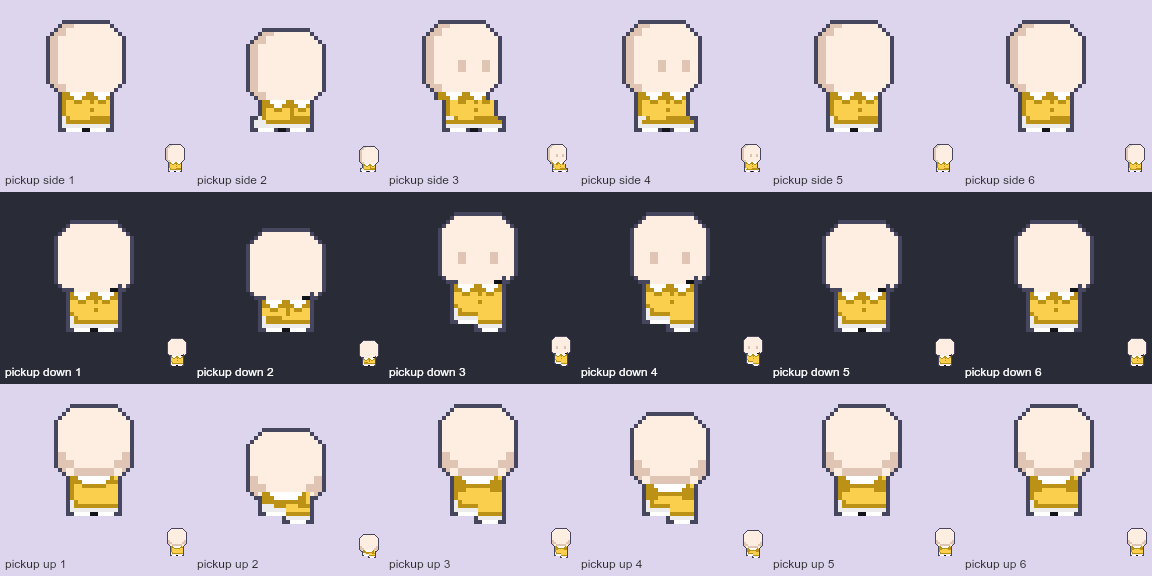 pickup side 1
pickup side 2
pickup side 3
pickup side 4
pickup side 5
pickup side 6
pickup down 1
pickup down 2
pickup down 3
pickup down 4
pickup down 5
pickup down 6
pickup up 1
pickup up 2
pickup up 3
pickup up 4
pickup up 5
pickup up 6